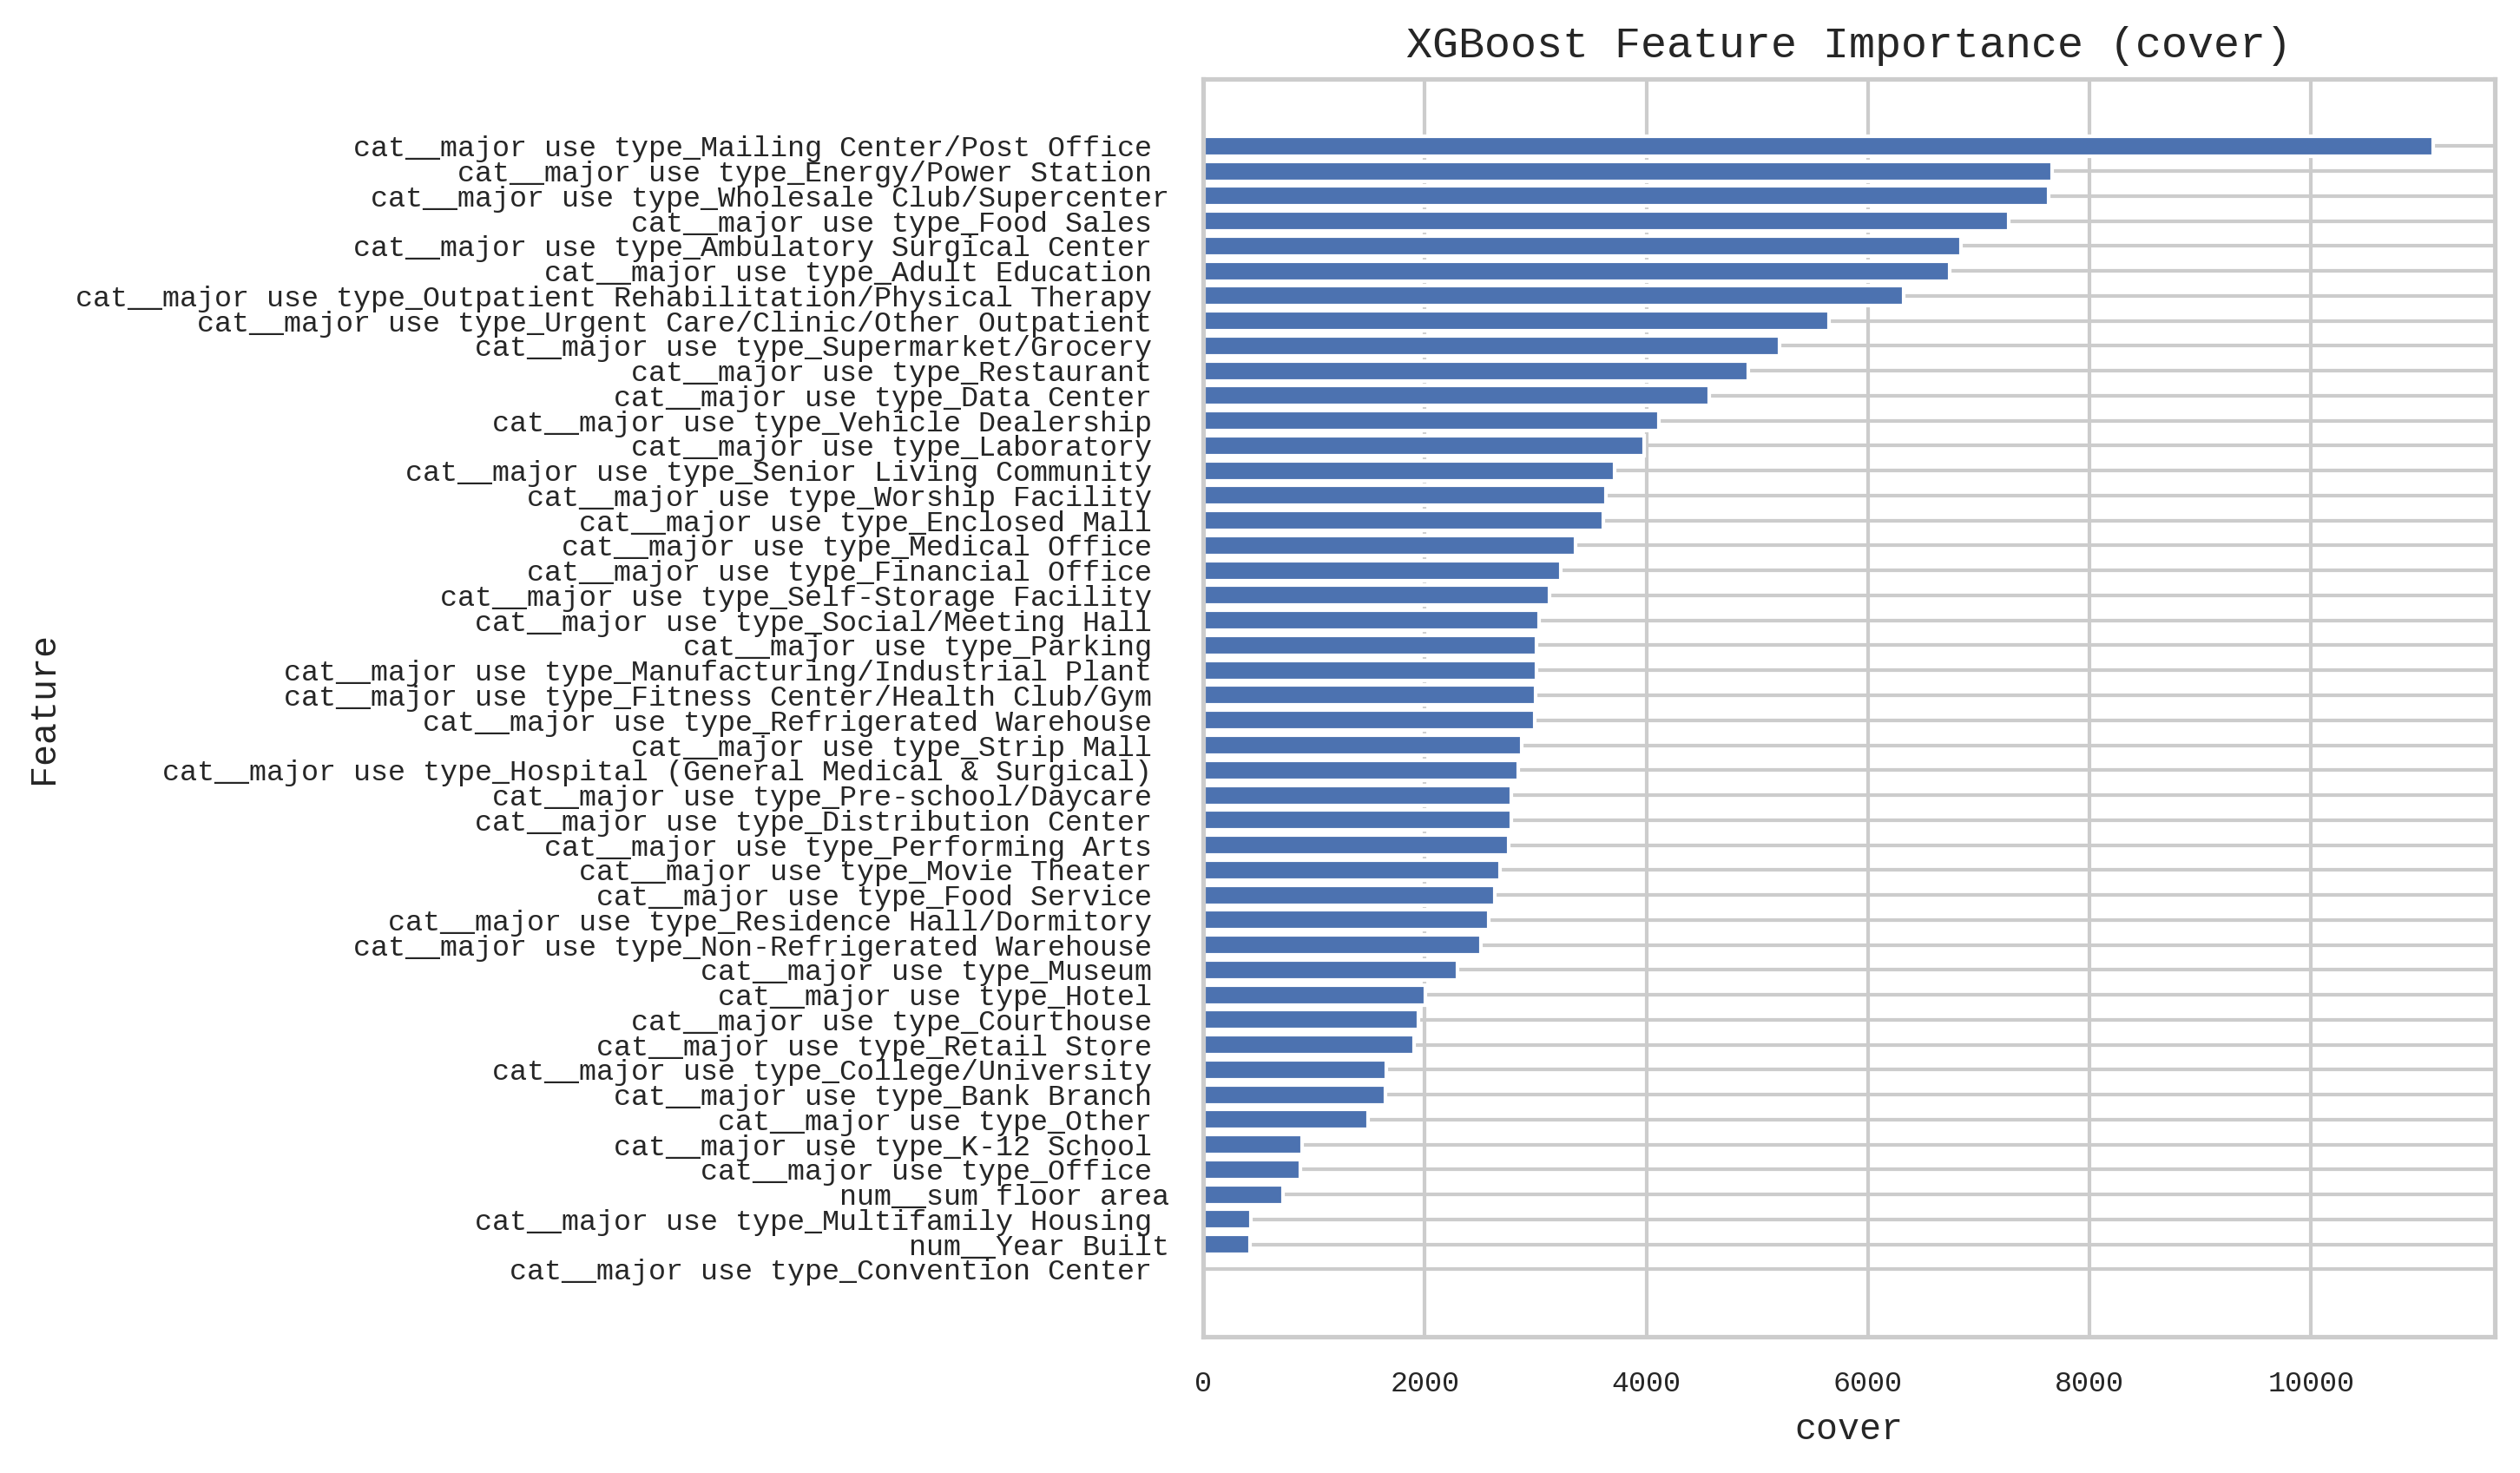 XGBoost Feature Importance (cover)
cat__major use type_Mailing Center/Post Office
cat__major use type_Energy/Power Station
cat__major use type_Wholesale Club/Supercenter
cat__major use type_Food Sales
cat__major use type_Ambulatory Surgical Center
cat__major use type_Adult Education
cat__major use type_Outpatient Rehabilitation/Physical Therapy
cat__major use type_Urgent Care/Clinic/Other Outpatient
cat__major use type_Supermarket/Grocery
cat__major use type_Restaurant
cat__major use type_Data Center
cat__major use type_Vehicle Dealership
cat__major use type_Laboratory
cat__major use type_Senior Living Community
cat__major use type_Worship Facility
cat__major use type_Enclosed Mall
cat__major use type_Medical Office
cat__major use type_Financial Office
cat__major use type_Self-Storage Facility
cat__major use type_Social/Meeting Hall
cat__major use type_Parking
cat__major use type_Manufacturing/Industrial Plant
cat__major use type_Fitness Center/Health Club/Gym
cat__major use type_Refrigerated Warehouse
cat__major use type_Strip Mall
cat__major use type_Hospital (General Medical & Surgical)
cat__major use type_Pre-school/Daycare
cat__major use type_Distribution Center
cat__major use type_Performing Arts
cat__major use type_Movie Theater
cat__major use type_Food Service
cat__major use type_Residence Hall/Dormitory
cat__major use type_Non-Refrigerated Warehouse
cat__major use type_Museum
cat__major use type_Hotel
cat__major use type_Courthouse
cat__major use type_Retail Store
cat__major use type_College/University
cat__major use type_Bank Branch
cat__major use type_Other
cat__major use type_K-12 School
cat__major use type_Office
num__sum floor area
cat__major use type_Multifamily Housing
num__Year Built
cat__major use type_Convention Center
Feature
0 2000 4000 6000 8000 10000
cover